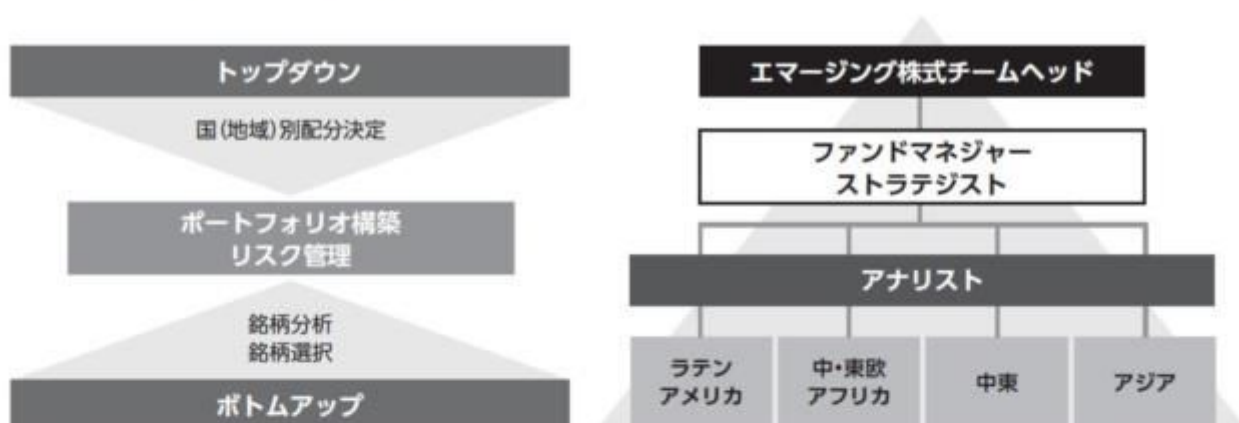 トップダウン
国(地域)別配分決定
ポートフォリオ構築
リスク管理
銘柄分析
銘柄選択
ボトムアップ
エマージング株式チームヘッド
ファンドマネジャー
ストラテジスト
アナリスト
ラテン
アメリカ
中・東欧
アフリカ
中東
アジア